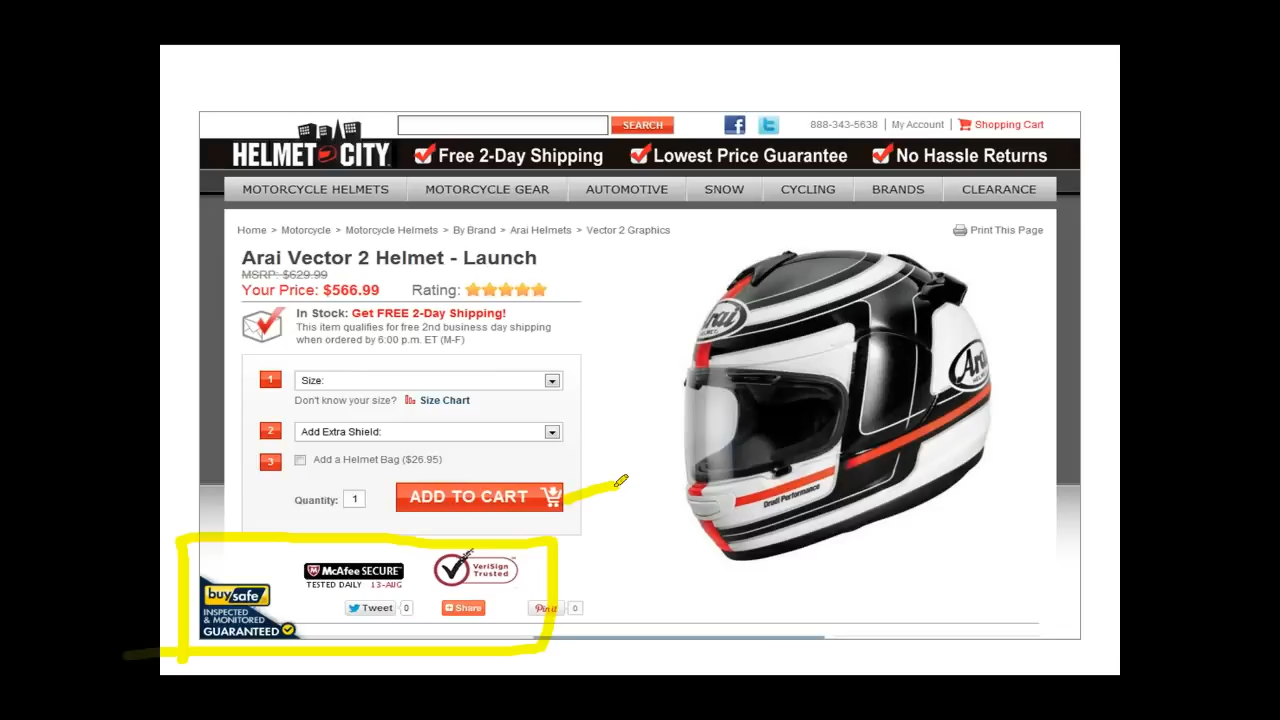 SEARCH
888-343-5638 | My Account | Shopping Cart
HELMET CITY
Free 2-Day Shipping
Lowest Price Guarantee
No Hassle Returns
MOTORCYCLE HELMETS
MOTORCYCLE GEAR
AUTOMOTIVE
SNOW
CYCLING
BRANDS
CLEARANCE
Home > Motorcycle > Motorcycle Helmets > By Brand > Arai Helmets > Vector 2 Graphics
Print This Page
Arai Vector 2 Helmet - Launch
MSRP: $629.99
Your Price: $566.99
Rating:
In Stock: Get FREE 2-Day Shipping!
This item qualifies for free 2nd business day shipping
when ordered by 6:00 p.m. ET (M-F)
1
Size:
Don't know your size? Size Chart
2
Add Extra Shield:
3
Add a Helmet Bag ($26.95)
Quantity: 1
ADD TO CART
Arai
HELMET
Arai
HELMET
Oradi Performance
McAfee SECURE
TESTED DAILY 13-AUG
VeriSign
Trusted
buySafe
INSPECTED
& MONITORED
GUARANTEED
Tweet 0
Share
Pin it 0